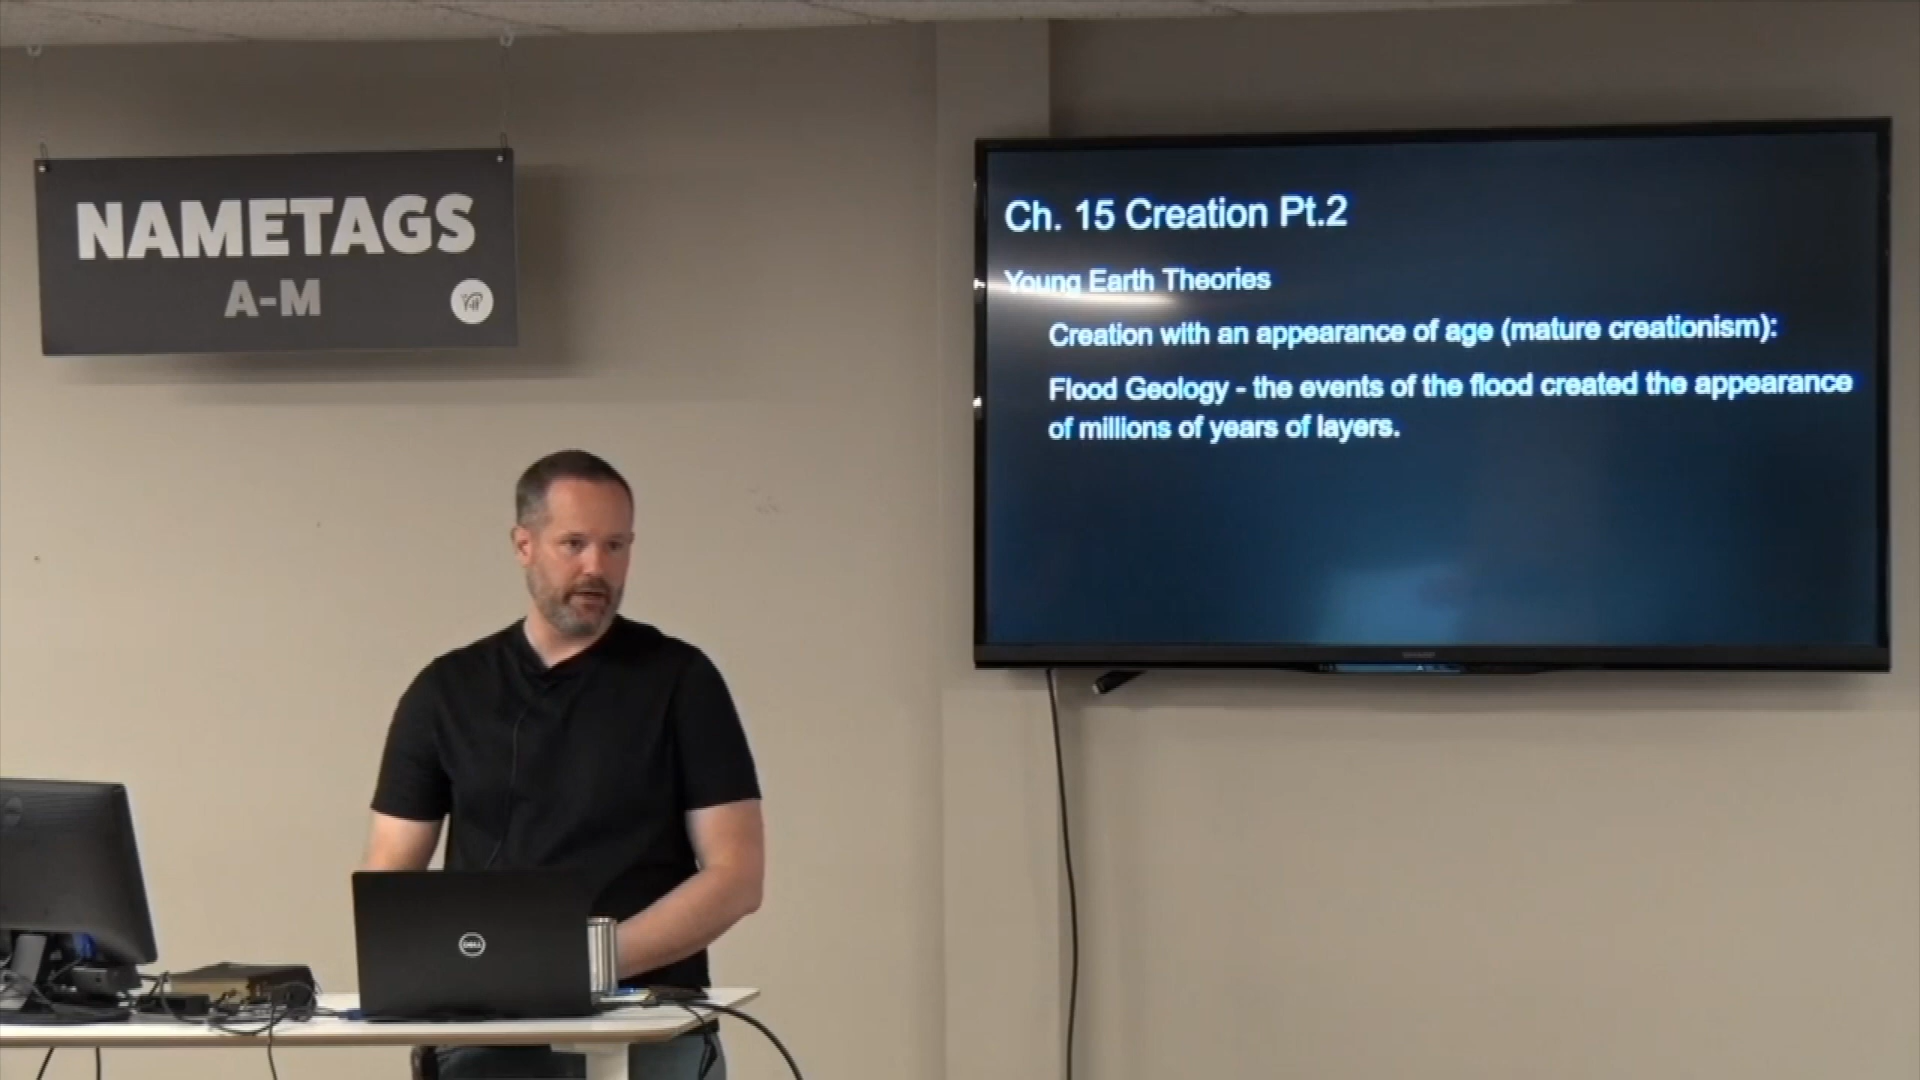 NAMETAGS
A-M
Ch. 15 Creation Pt.2
Young Earth Theories
Creation with an appearance of age (mature creationism):
Flood Geology - the events of the flood created the appearance
of millions of years of layers.
DELL